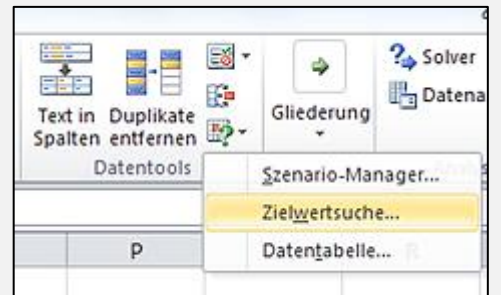 Solver
Text in
Spalten
Duplikate
entfernen
Gliederung
Datena
Datentools
Szenario-Manager...
Zielwertsuche...
Datentabelle...
P
R